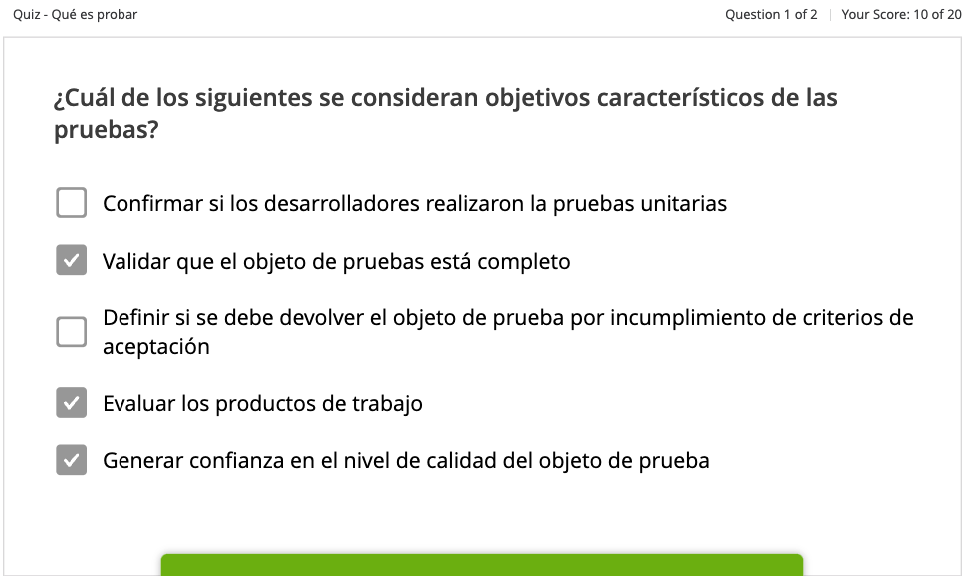 Quiz - Qué es probar
Question 1 of 2
Your Score: 10 of 20
¿Cuál de los siguientes se consideran objetivos característicos de las
pruebas?
Confirmar si los desarrolladores realizaron la pruebas unitarias
Validar que el objeto de pruebas está completo
Definir si se debe devolver el objeto de prueba por incumplimiento de criterios de
aceptación
Evaluar los productos de trabajo
Generar confianza en el nivel de calidad del objeto de prueba